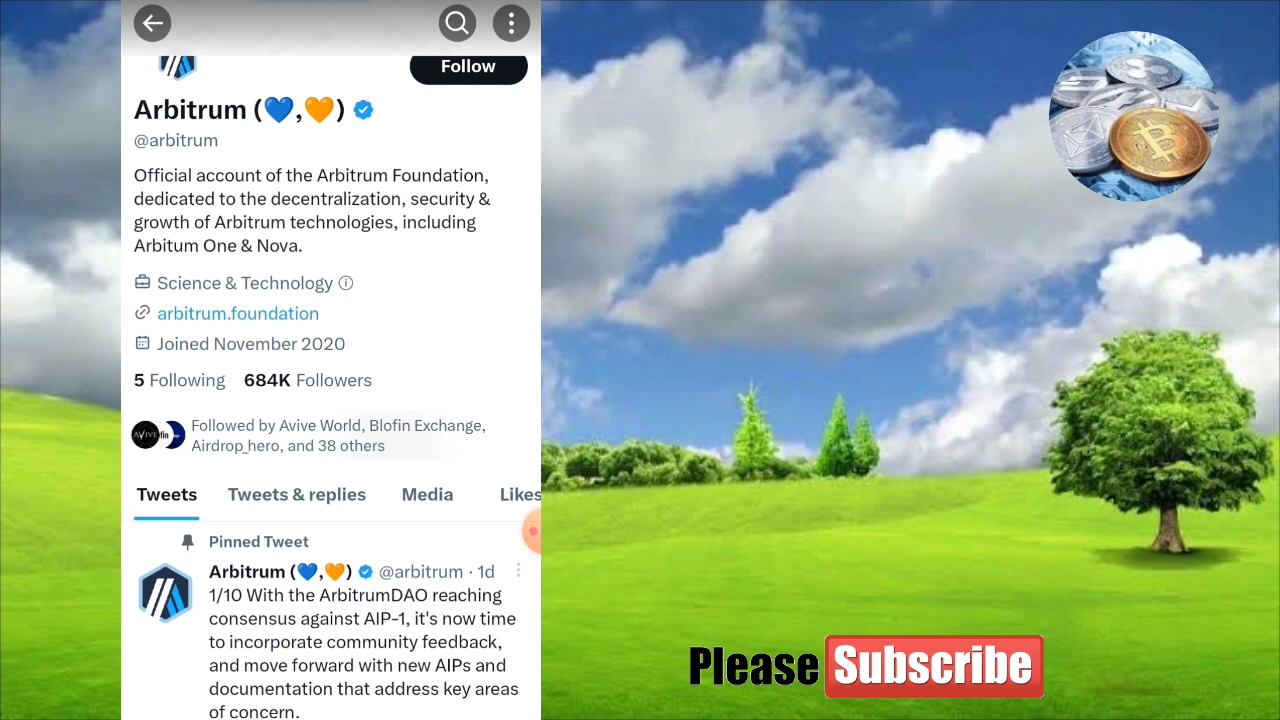 Follow
Arbitrum (💙,🧡)
@arbitrum
Official account of the Arbitrum Foundation,
dedicated to the decentralization, security &
growth of Arbitrum technologies, including
Arbitum One & Nova.
Science & Technology
arbitrum.foundation
Joined November 2020
5 Following 684K Followers
Followed by Avive World, Blofin Exchange,
Airdrop_hero, and 38 others
Tweets Tweets & replies Media Likes
Pinned Tweet
Arbitrum (💙,🧡) @arbitrum · 1d
1/10 With the ArbitrumDAO reaching
consensus against AIP-1, it's now time
to incorporate community feedback,
and move forward with new AIPs and
documentation that address key areas
of concern.
Please Subscribe